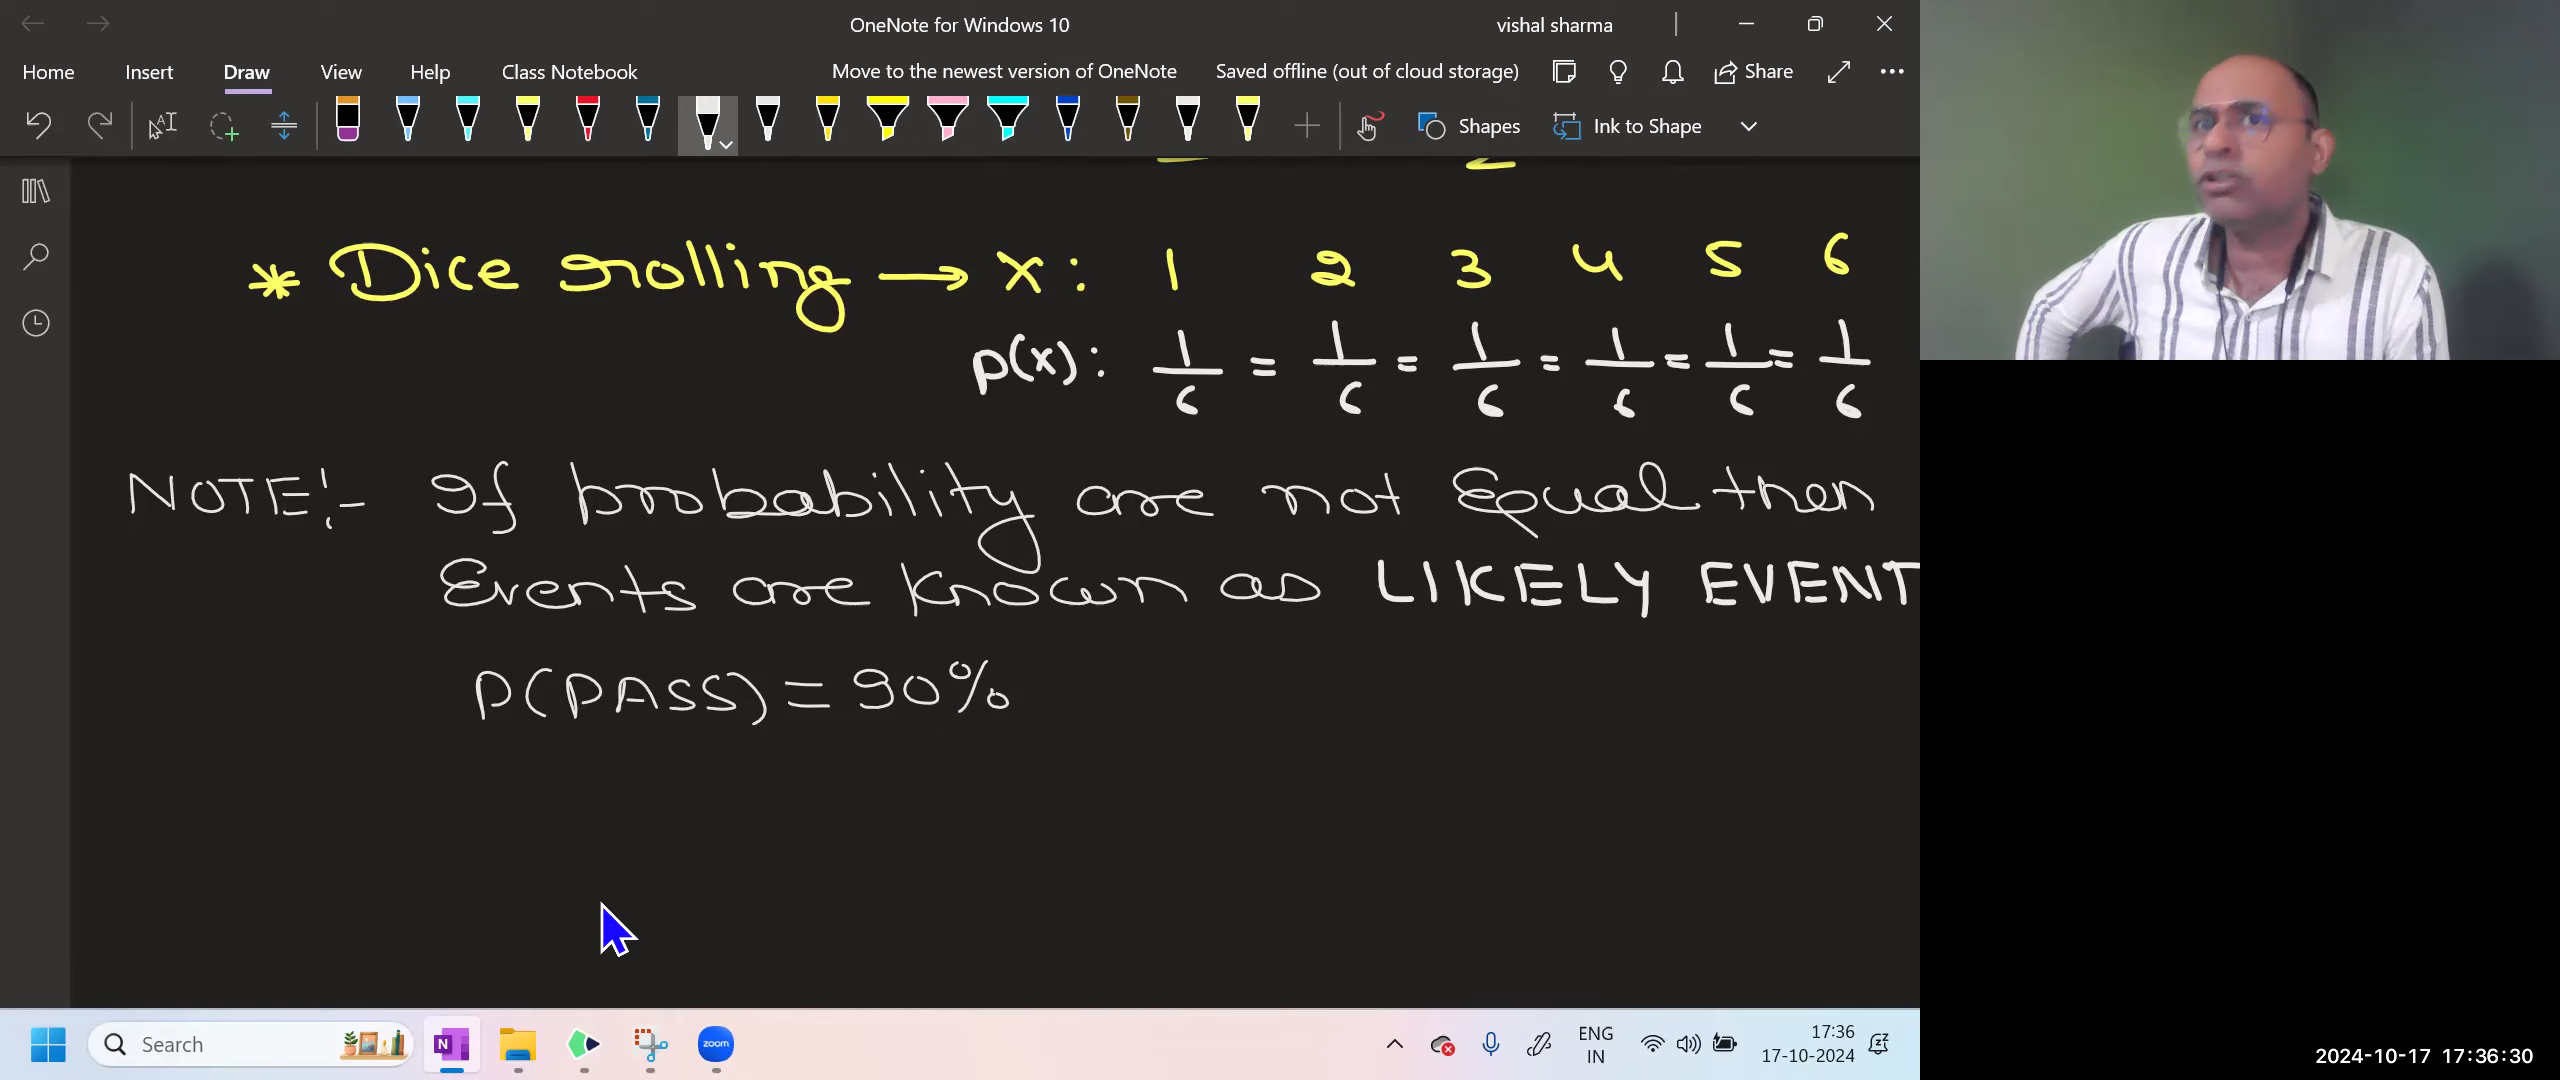 OneNote for Windows 10
vishal sharma
Home Insert Draw View Help Class Notebook
Move to the newest version of OneNote
Saved offline (out of cloud storage)
Share
Shapes
Ink to Shape
* Dice rolling → x: 1 2 3 4 5 6
p(x): 1/6 = 1/6 = 1/6 = 1/6 = 1/6 = 1/6
NOTE:- If probability are not Equal then
Events are known as LIKELY EVENT
P(PASS) = 90%
Search
zoom
ENG
IN
17:36
17-10-2024
2024-10-17 17:36:30